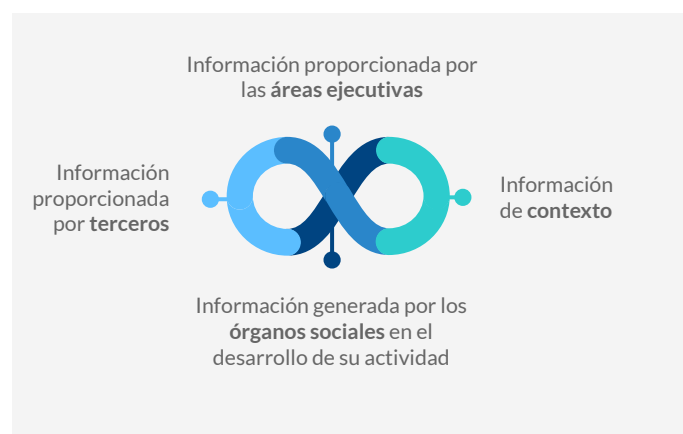 Información proporcionada por
las áreas ejecutivas
Información
proporcionada
por terceros
Información
de contexto
Información generada por los
órganos sociales en el
desarrollo de su actividad